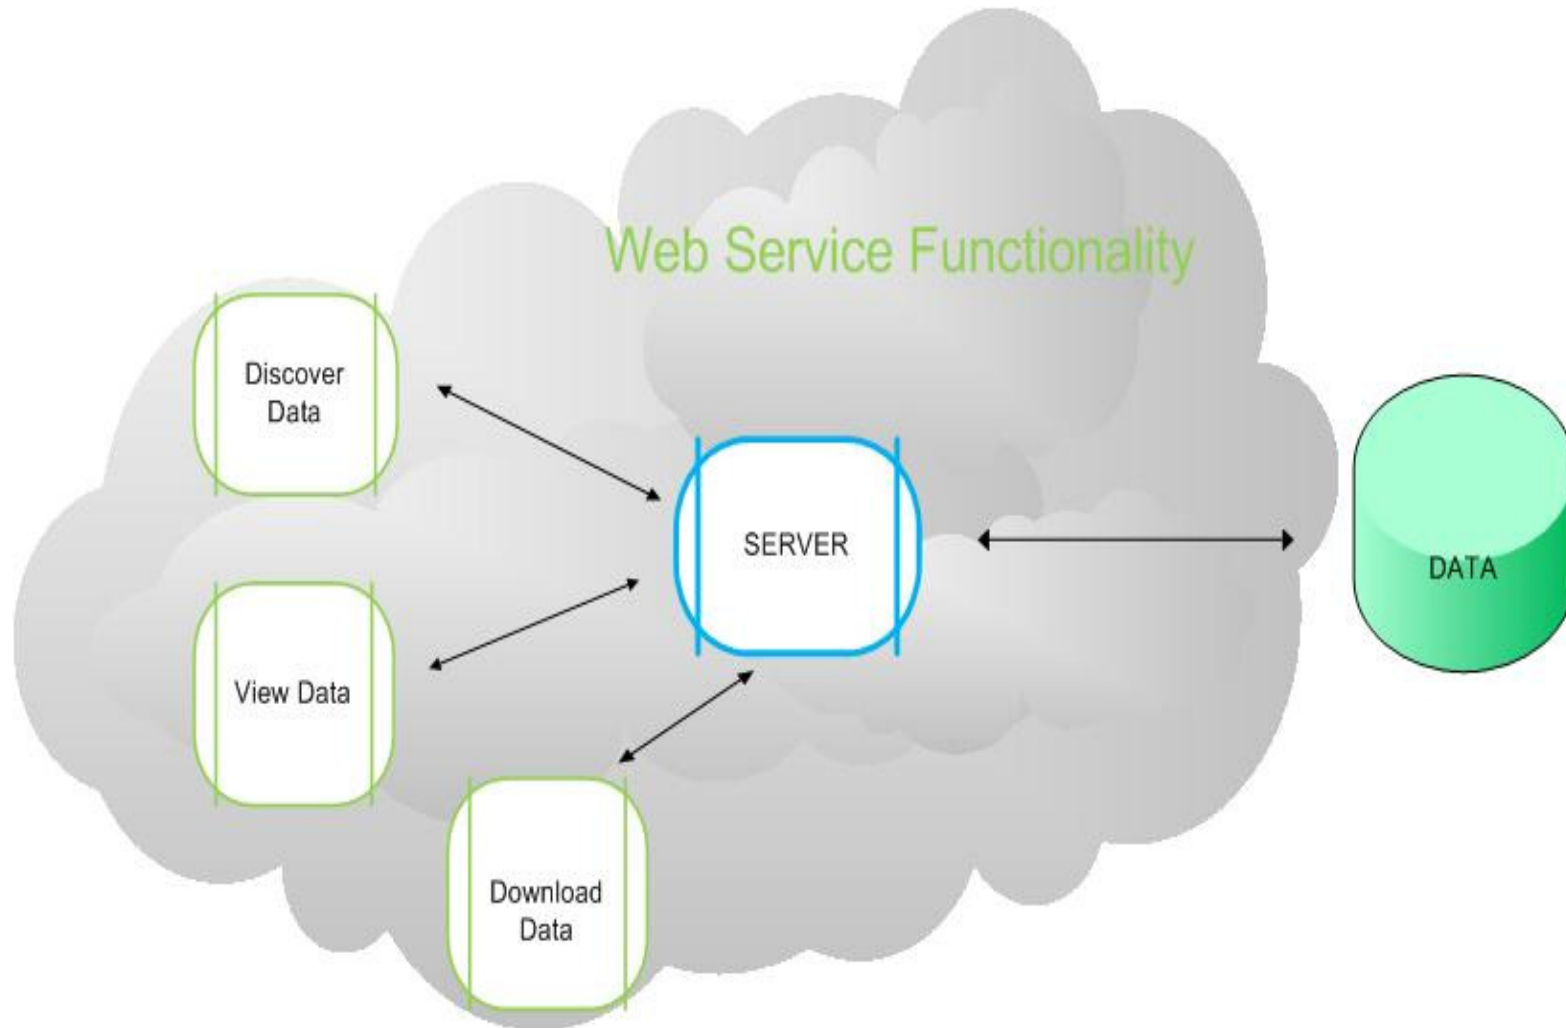 Web Service Functionality
Discover
Data
SERVER
DATA
View Data
Download
Data